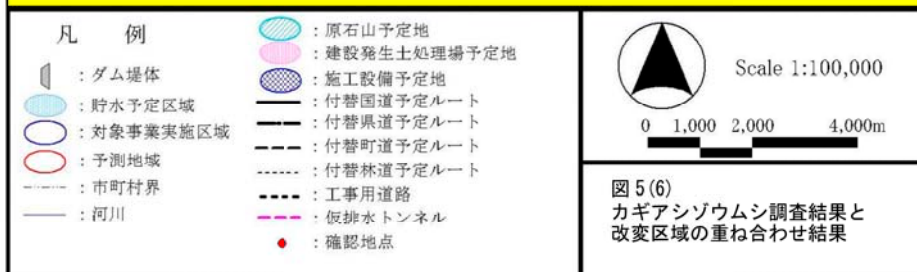 凡 例
: ダム堤体
: 貯水予定区域
: 対象事業実施区域
: 予測地域
: 市町村界
: 河川
: 原石山予定地
: 建設発生土処理場予定地
: 施工設備予定地
: 付替国道予定ルート
: 付替県道予定ルート
: 付替町道予定ルート
: 付替林道予定ルート
: 工事用道路
: 仮排水トンネル
: 確認地点
Scale 1:100,000
0 1,000 2,000 4,000m
図 5(6)
カギアシゾウムシ調査結果と
改変区域の重ね合わせ結果